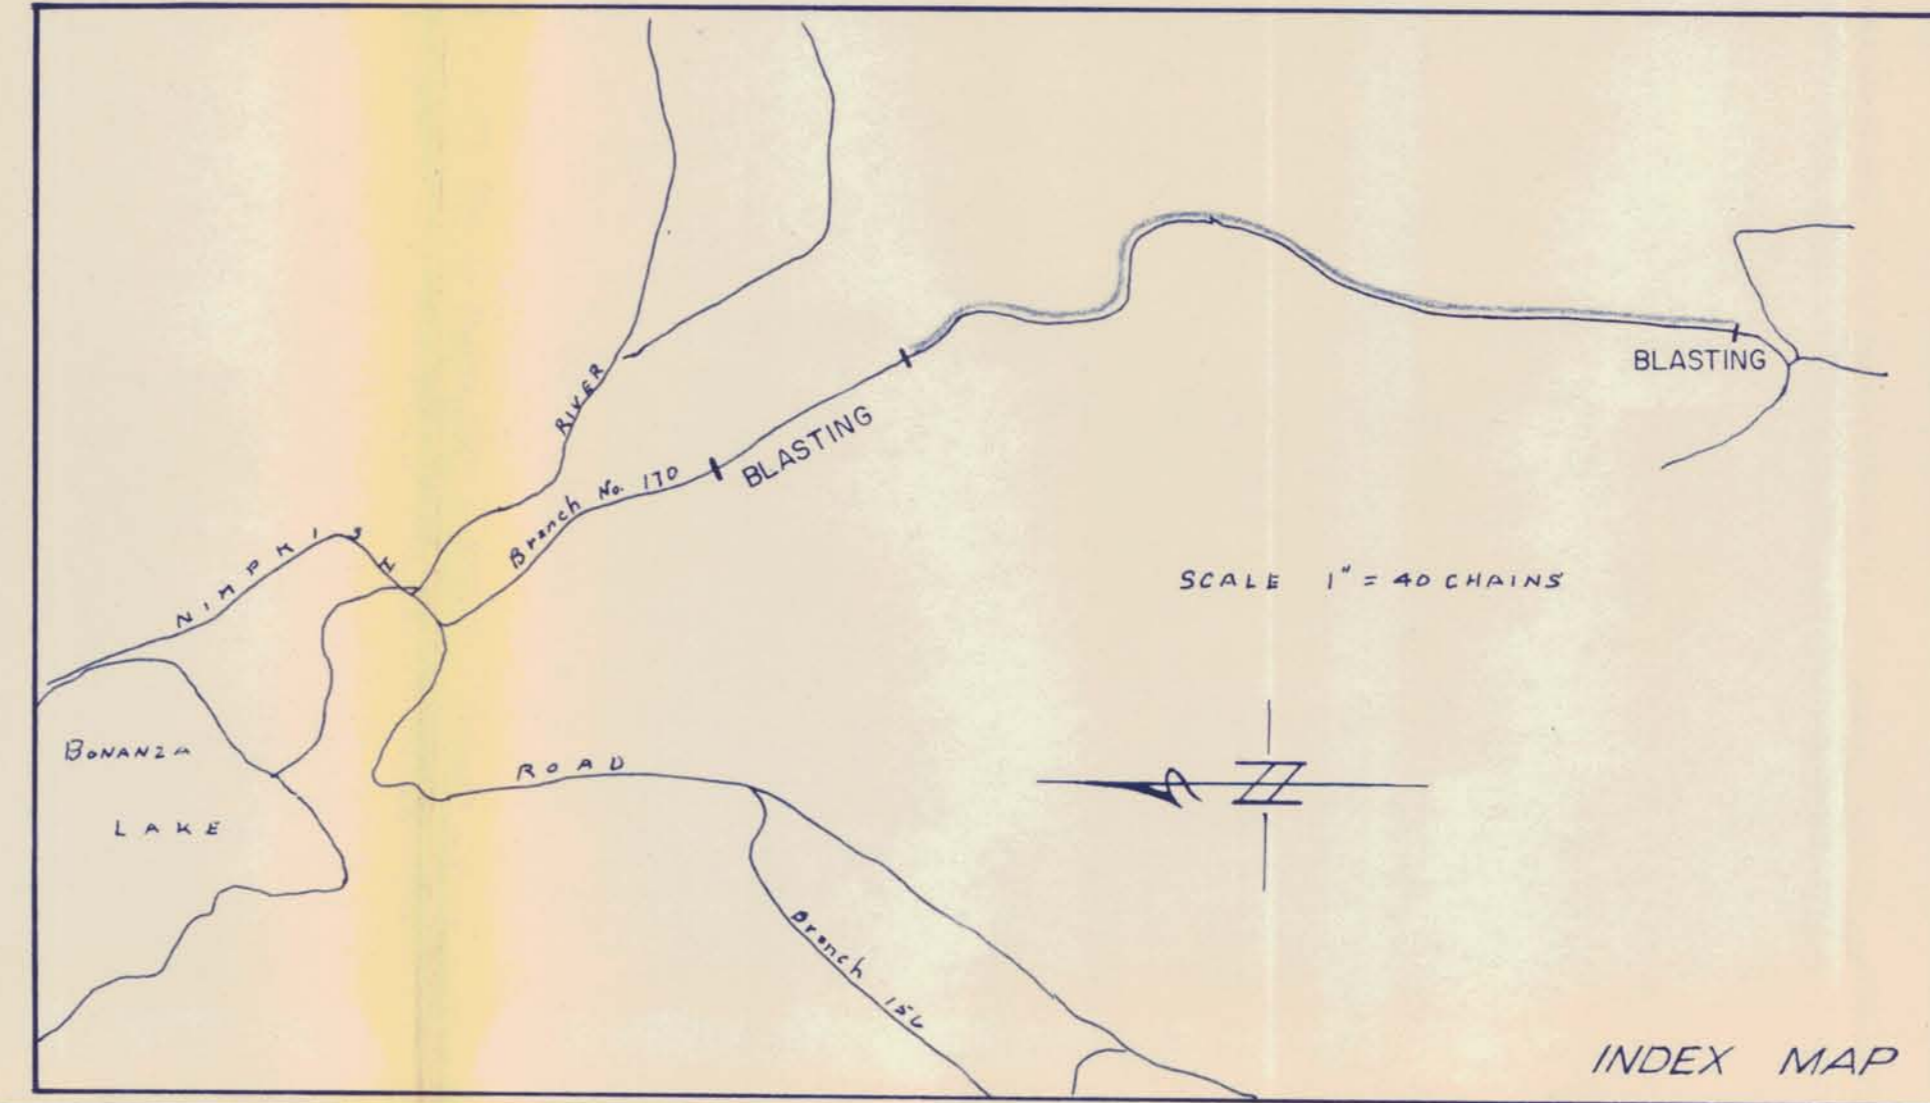 RIVER
BLASTING
BLASTING
Branch No. 170
NIMPKISH
SCALE 1" = 40 CHAINS
BONANZA
LAKE
ROAD
N
Branch 156
INDEX MAP